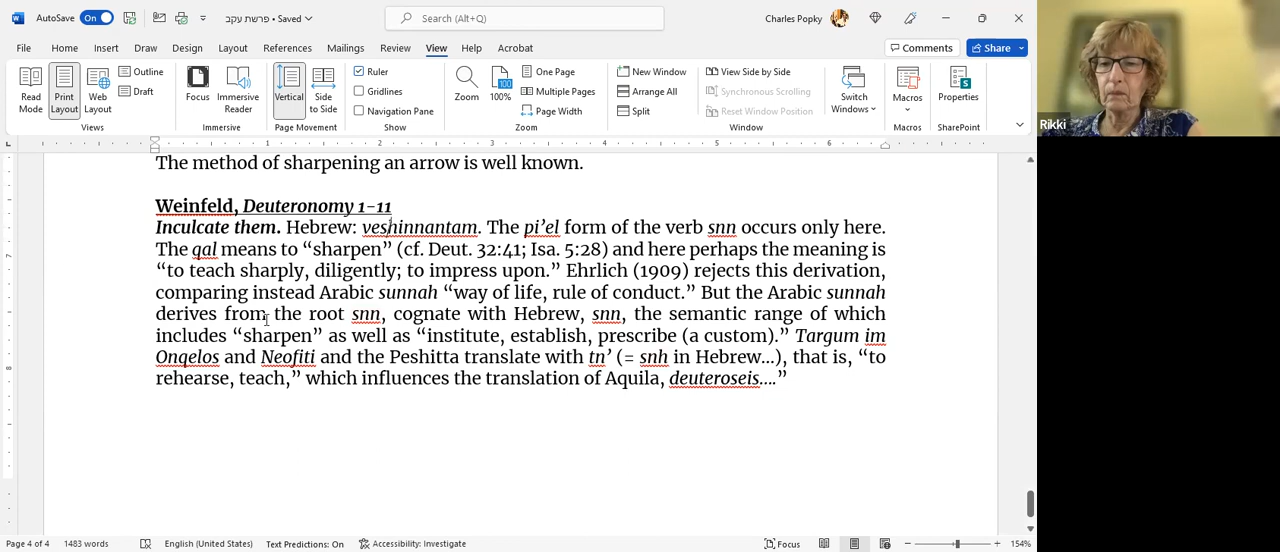 AutoSave On פרשת עקב • Saved Search (Alt+Q) Charles Popky
File Home Insert Draw Design Layout References Mailings Review View Help Acrobat Comments Share
Read Mode Print Layout Web Layout Outline Draft Views
Focus Immersive Reader Immersive
Vertical Side to Side Page Movement
Ruler Gridlines Navigation Pane Show
Zoom 100% One Page Multiple Pages Page Width Zoom
New Window Arrange All Split View Side by Side Synchronous Scrolling Reset Window Position Switch Windows Window
Macros Macros
Properties SharePoint
Rikki
1 2 3 4 5 6
7
8
The method of sharpening an arrow is well known.
Weinfeld, Deuteronomy 1–11
Inculcate them. Hebrew: veshinnantam. The pi’el form of the verb snn occurs only here.
The qal means to “sharpen” (cf. Deut. 32:41; Isa. 5:28) and here perhaps the meaning is
“to teach sharply, diligently; to impress upon.” Ehrlich (1909) rejects this derivation,
comparing instead Arabic sunnah “way of life, rule of conduct.” But the Arabic sunnah
derives from the root snn, cognate with Hebrew, snn, the semantic range of which
includes “sharpen” as well as “institute, establish, prescribe (a custom).” Targum im
Onqelos and Neofiti and the Peshitta translate with tn’ (= snh in Hebrew…), that is, “to
rehearse, teach,” which influences the translation of Aquila, deuteroseis….”
Page 4 of 4 1483 words English (United States) Text Predictions: On Accessibility: Investigate Focus 154%